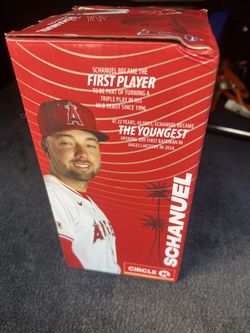 SCHANUEL BECAME THE
FIRST PLAYER
TO BE PART OF TURNING A
TRIPLE PLAY IN HIS
MLB DEBUT SINCE 1996.
AT 22 YEARS, 43 DAYS, SCHANUEL BECAME
THE YOUNGEST
OPENING DAY FIRST BASEMAN IN
ANGELS HISTORY IN 2024.
SCHANUEL
CIRCLE K